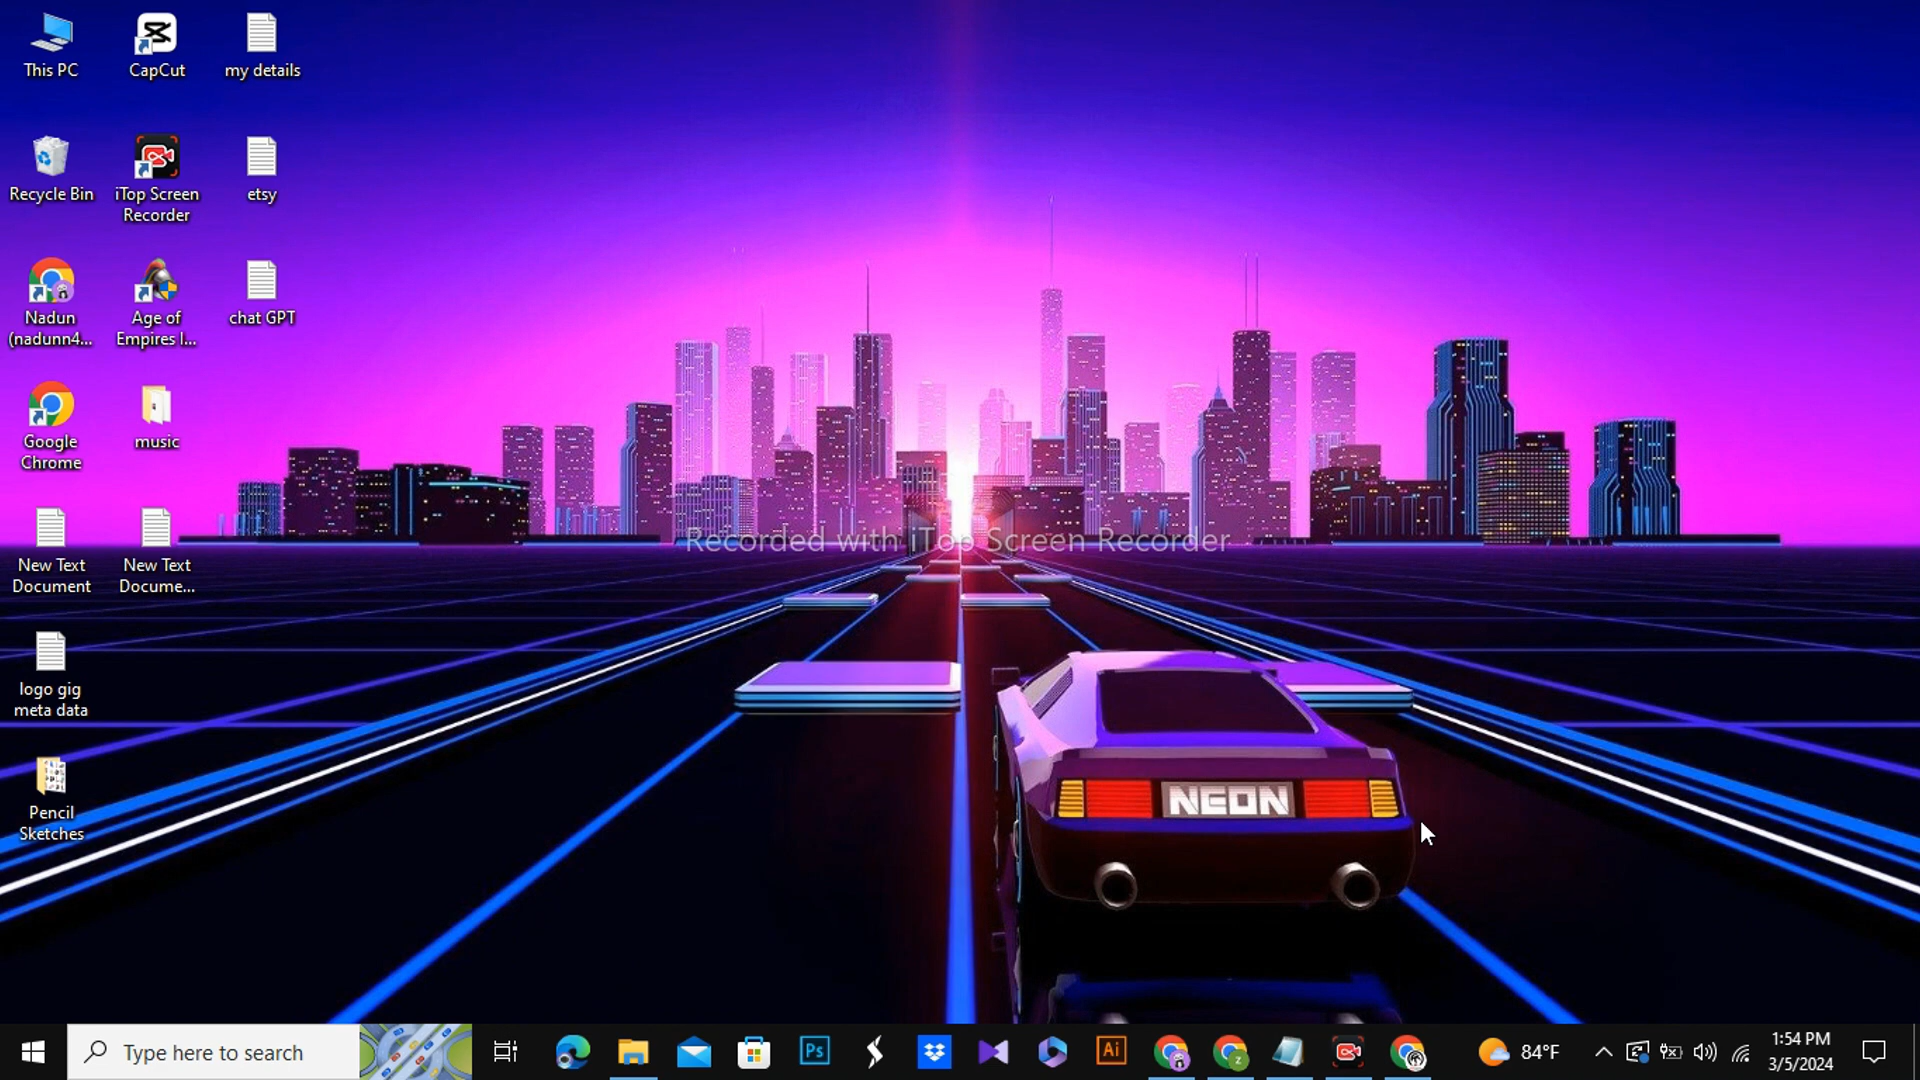 This PC
CapCut
my details
Recycle Bin
iTop Screen
Recorder
etsy
Nadun
(nadunn4...
Age of
Empires I...
chat GPT
Google
Chrome
music
New Text
Document
New Text
Docume...
logo gig
meta data
Pencil
Sketches
Recorded with iTop Screen Recorder
NEON
Type here to search
Ps
Ai
z
84°F
1:54 PM
3/5/2024